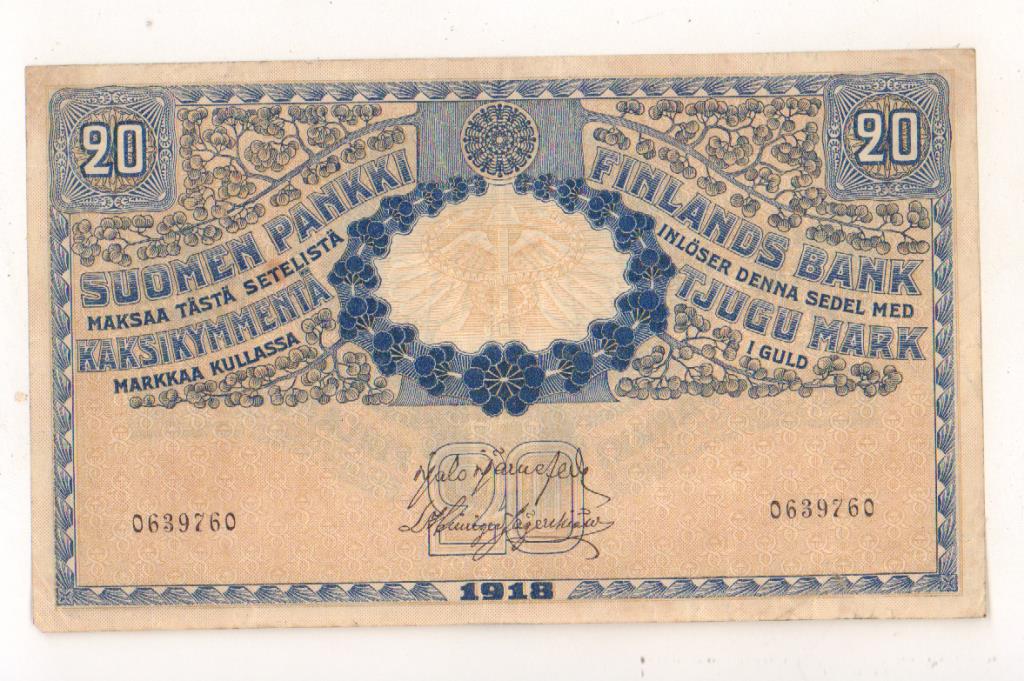 20
20
SUOMEN PANKKI
MAKSAA TÄSTÄ SETELISTÄ
KAKSIKYMMENTÄ
MARKKAA KULLASSA
FINLANDS BANK
INLÖSER DENNA SEDEL MED
TJUGU MARK
I GULD
20
0639760
0639760
1918